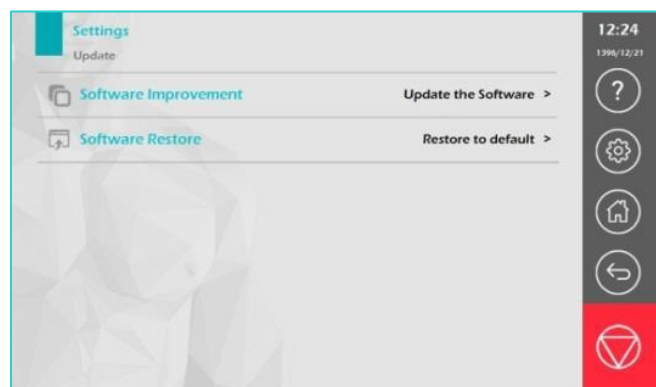 Settings
Update
Software Improvement Update the Software >
Software Restore Restore to default >
12:24
1396/12/21
?